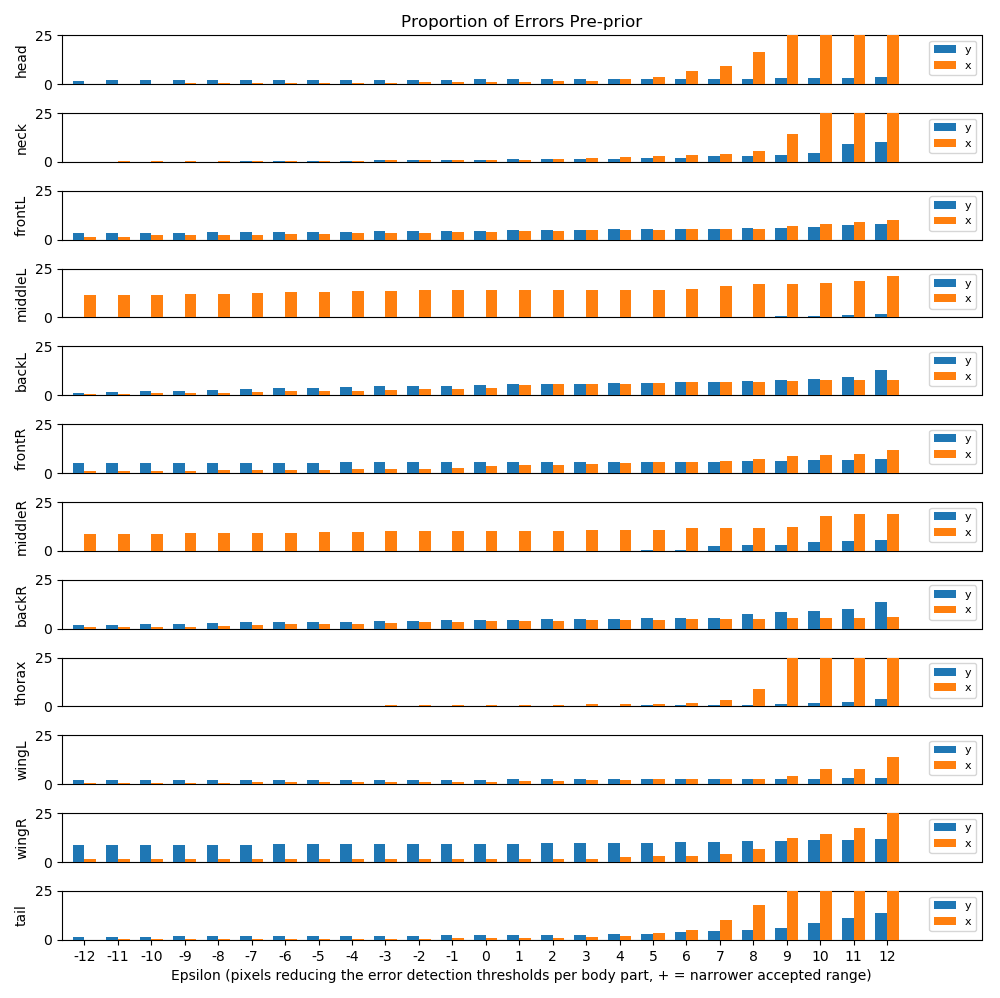 Proportion of Errors Pre-prior
head
25
0
y
x
neck
25
0
y
x
frontL
25
0
y
x
middleL
25
0
y
x
backL
25
0
y
x
frontR
25
0
y
x
middleR
25
0
y
x
backR
25
0
y
x
thorax
25
0
y
x
wingL
25
0
y
x
wingR
25
0
y
x
tail
25
0
y
x
-12 -11 -10 -9 -8 -7 -6 -5 -4 -3 -2 -1 0 1 2 3 4 5 6 7 8 9 10 11 12
Epsilon (pixels reducing the error detection thresholds per body part, + = narrower accepted range)